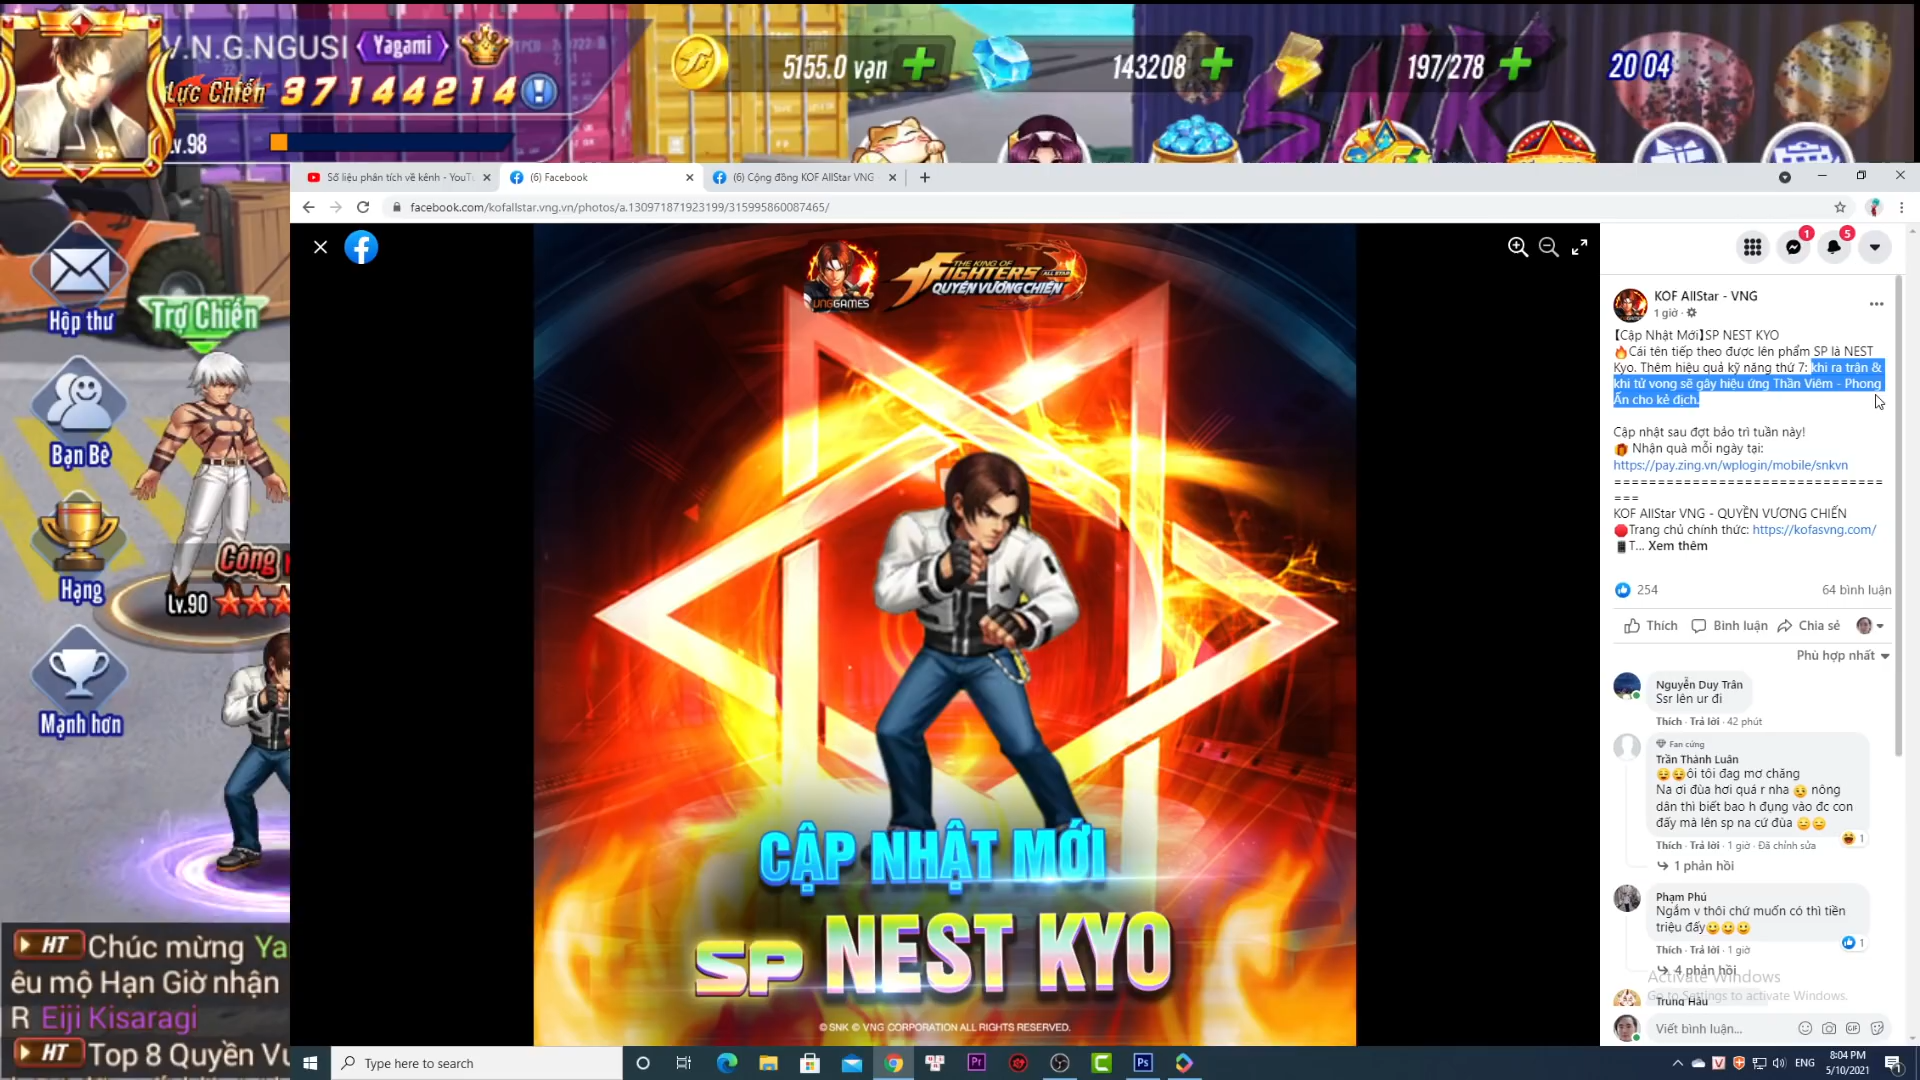 V.N.G.NGUSI Yagami
Lực Chiến 37144214
Lv.98
5155.0 vạn
143208
197/278
20 04
SNK
Hộp thư
Trợ Chiến
Bạn Bè
Hạng
Công
Lv.90
Mạnh hơn
HT Chúc mừng Ya
êu mộ Hạn Giờ nhận
R Eiji Kisaragi
HT Top 8 Quyền Vư
Số liệu phân tích về kênh - YouTu
(6) Facebook
(6) Cộng đồng KOF AllStar VNG
facebook.com/kofallstar.vng.vn/photos/a.130971871923199/315995860087465/
VNGGAMES
THE KING OF
FIGHTERS
ALL STAR
QUYỀN VƯƠNG CHIẾN
CẬP NHẬT MỚI
SP NEST KYO
© SNK © VNG CORPORATION ALL RIGHTS RESERVED.
1
5
KOF AllStar - VNG
1 giờ ·
【Cập Nhật Mới】SP NEST KYO
🔥Cái tên tiếp theo được lên phẩm SP là NEST
Kyo. Thêm hiệu quả kỹ năng thứ 7: khi ra trận &
khi tử vong sẽ gây hiệu ứng Thần Viêm - Phong
Ấn cho kẻ địch.
Cập nhật sau đợt bảo trì tuần này!
🎁 Nhận quà mỗi ngày tại:
https://pay.zing.vn/wplogin/mobile/snkvn
===============================
===
KOF AllStar VNG - QUYỀN VƯƠNG CHIẾN
🔴Trang chủ chính thức: https://kofasvng.com/
📱T... Xem thêm
254
64 bình luận
Thích Bình luận Chia sẻ
Phù hợp nhất
Nguyễn Duy Trân
Ssr lên ur đi
Thích · Trả lời · 42 phút
Fan cứng
Trần Thành Luân
😩😩ôi tôi đag mơ chăng
Na ơi đùa hơi quá r nha 😥 nông
dân thì biết bao h đụng vào đc con
đấy mà lên sp na cứ đùa 😑😑
1
Thích · Trả lời · 1 giờ · Đã chỉnh sửa
1 phản hồi
Phạm Phú
Ngắm v thôi chứ muốn có thì tiền
triệu đấy🙂🙂🙂
1
Thích · Trả lời · 1 giờ
4 phản hồi
Activate Windows
Go to Settings to activate Windows.
Trung Hậu
Viết bình luận...
Type here to search
ENG
8:04 PM
5/10/2021